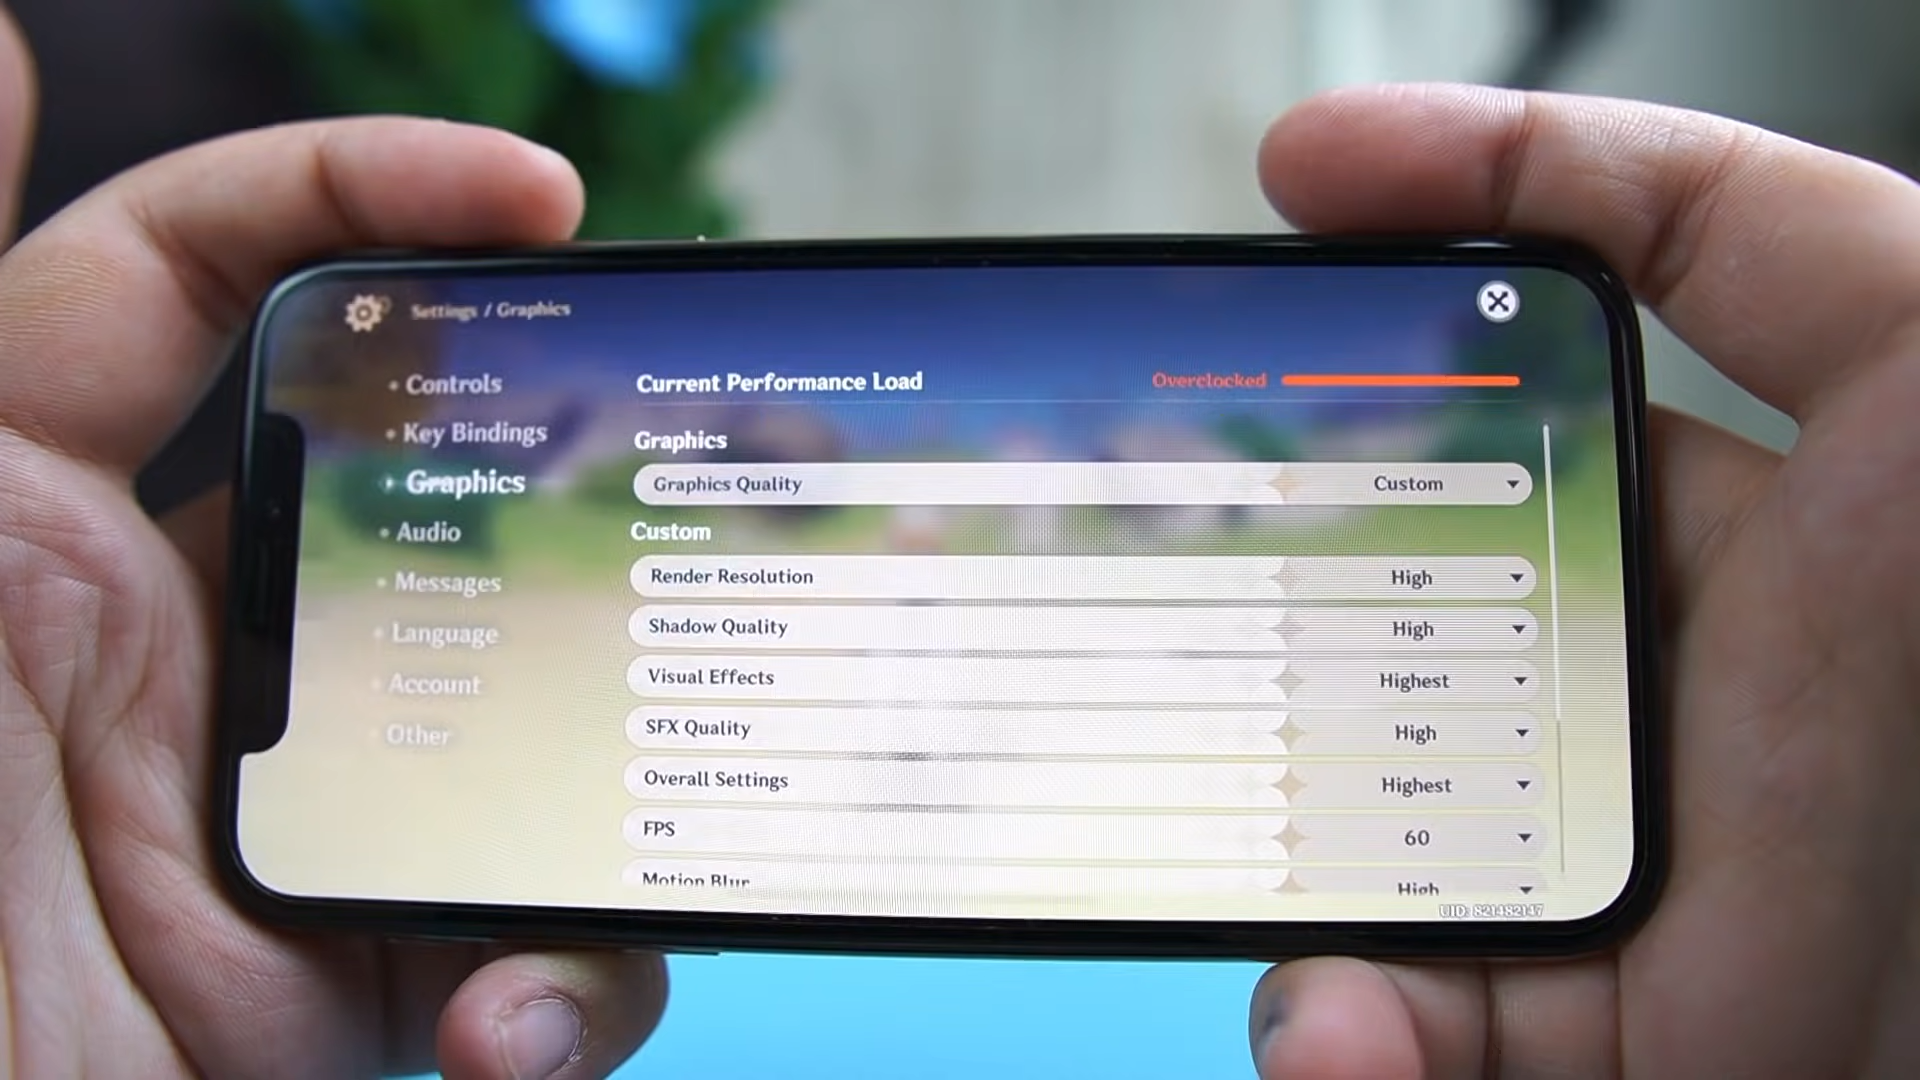 Settings / Graphics
Controls
Key Bindings
Graphics
Audio
Messages
Language
Account
Other
Current Performance Load Overclocked
Graphics
Graphics Quality Custom
Custom
Render Resolution High
Shadow Quality High
Visual Effects Highest
SFX Quality High
Overall Settings Highest
FPS 60
Motion Blur High
UID: 821482147